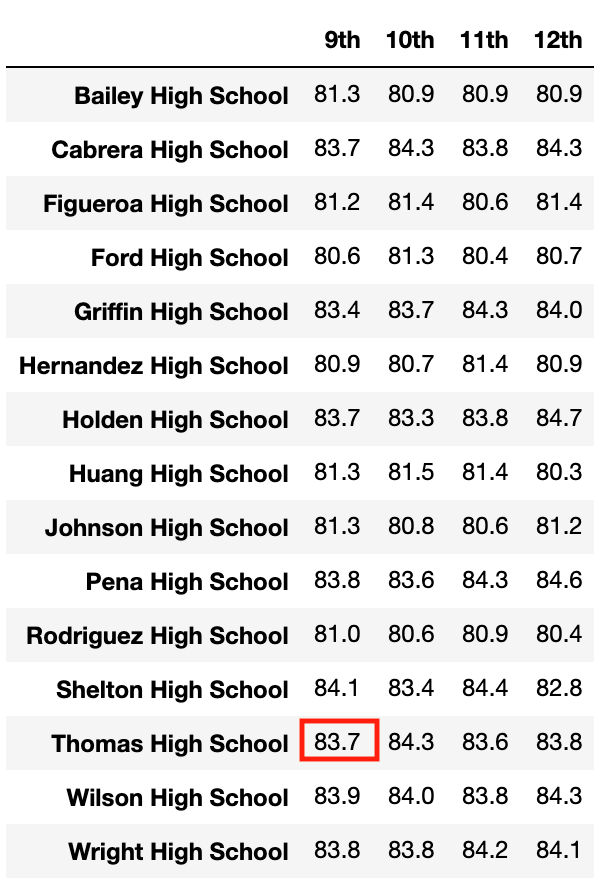 9th 10th 11th 12th
Bailey High School 81.3 80.9 80.9 80.9
Cabrera High School 83.7 84.3 83.8 84.3
Figueroa High School 81.2 81.4 80.6 81.4
Ford High School 80.6 81.3 80.4 80.7
Griffin High School 83.4 83.7 84.3 84.0
Hernandez High School 80.9 80.7 81.4 80.9
Holden High School 83.7 83.3 83.8 84.7
Huang High School 81.3 81.5 81.4 80.3
Johnson High School 81.3 80.8 80.6 81.2
Pena High School 83.8 83.6 84.3 84.6
Rodriguez High School 81.0 80.6 80.9 80.4
Shelton High School 84.1 83.4 84.4 82.8
Thomas High School 83.7 84.3 83.6 83.8
Wilson High School 83.9 84.0 83.8 84.3
Wright High School 83.8 83.8 84.2 84.1